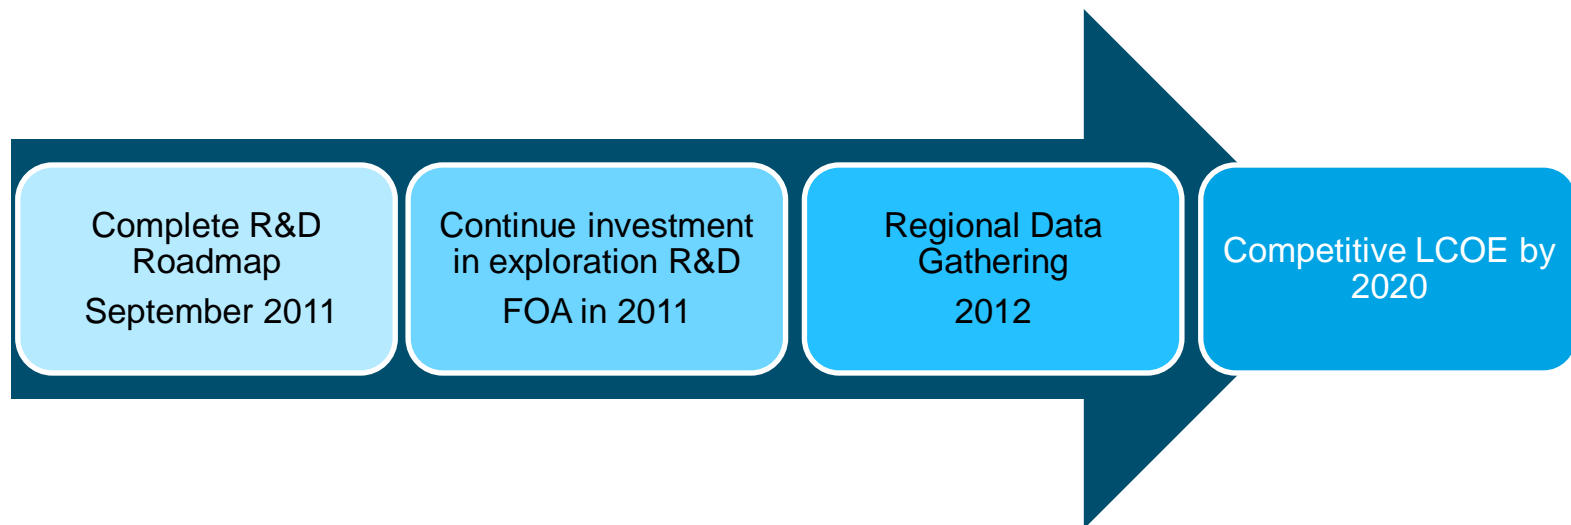 Complete R&D
Roadmap
September 2011
Continue investment
in exploration R&D
FOA in 2011
Regional Data
Gathering
2012
Competitive LCOE by
2020